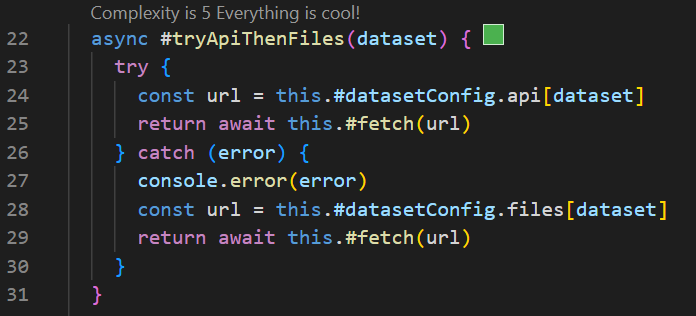 Complexity is 5 Everything is cool!
22 async #tryApiThenFiles(dataset) {
23 try {
24 const url = this.#datasetConfig.api[dataset]
25 return await this.#fetch(url)
26 } catch (error) {
27 console.error(error)
28 const url = this.#datasetConfig.files[dataset]
29 return await this.#fetch(url)
30 }
31 }